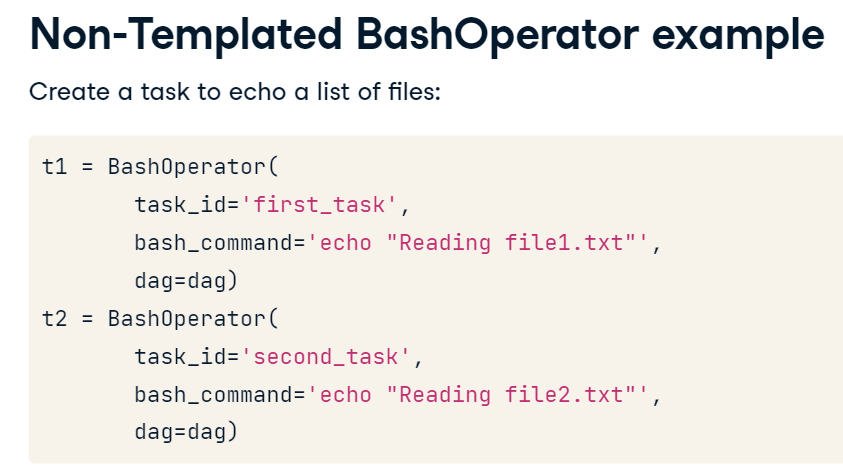 Non-Templated BashOperator example
Create a task to echo a list of files:
t1 = BashOperator(
       task_id='first_task',
       bash_command='echo "Reading file1.txt"',
       dag=dag)
t2 = BashOperator(
       task_id='second_task',
       bash_command='echo "Reading file2.txt"',
       dag=dag)